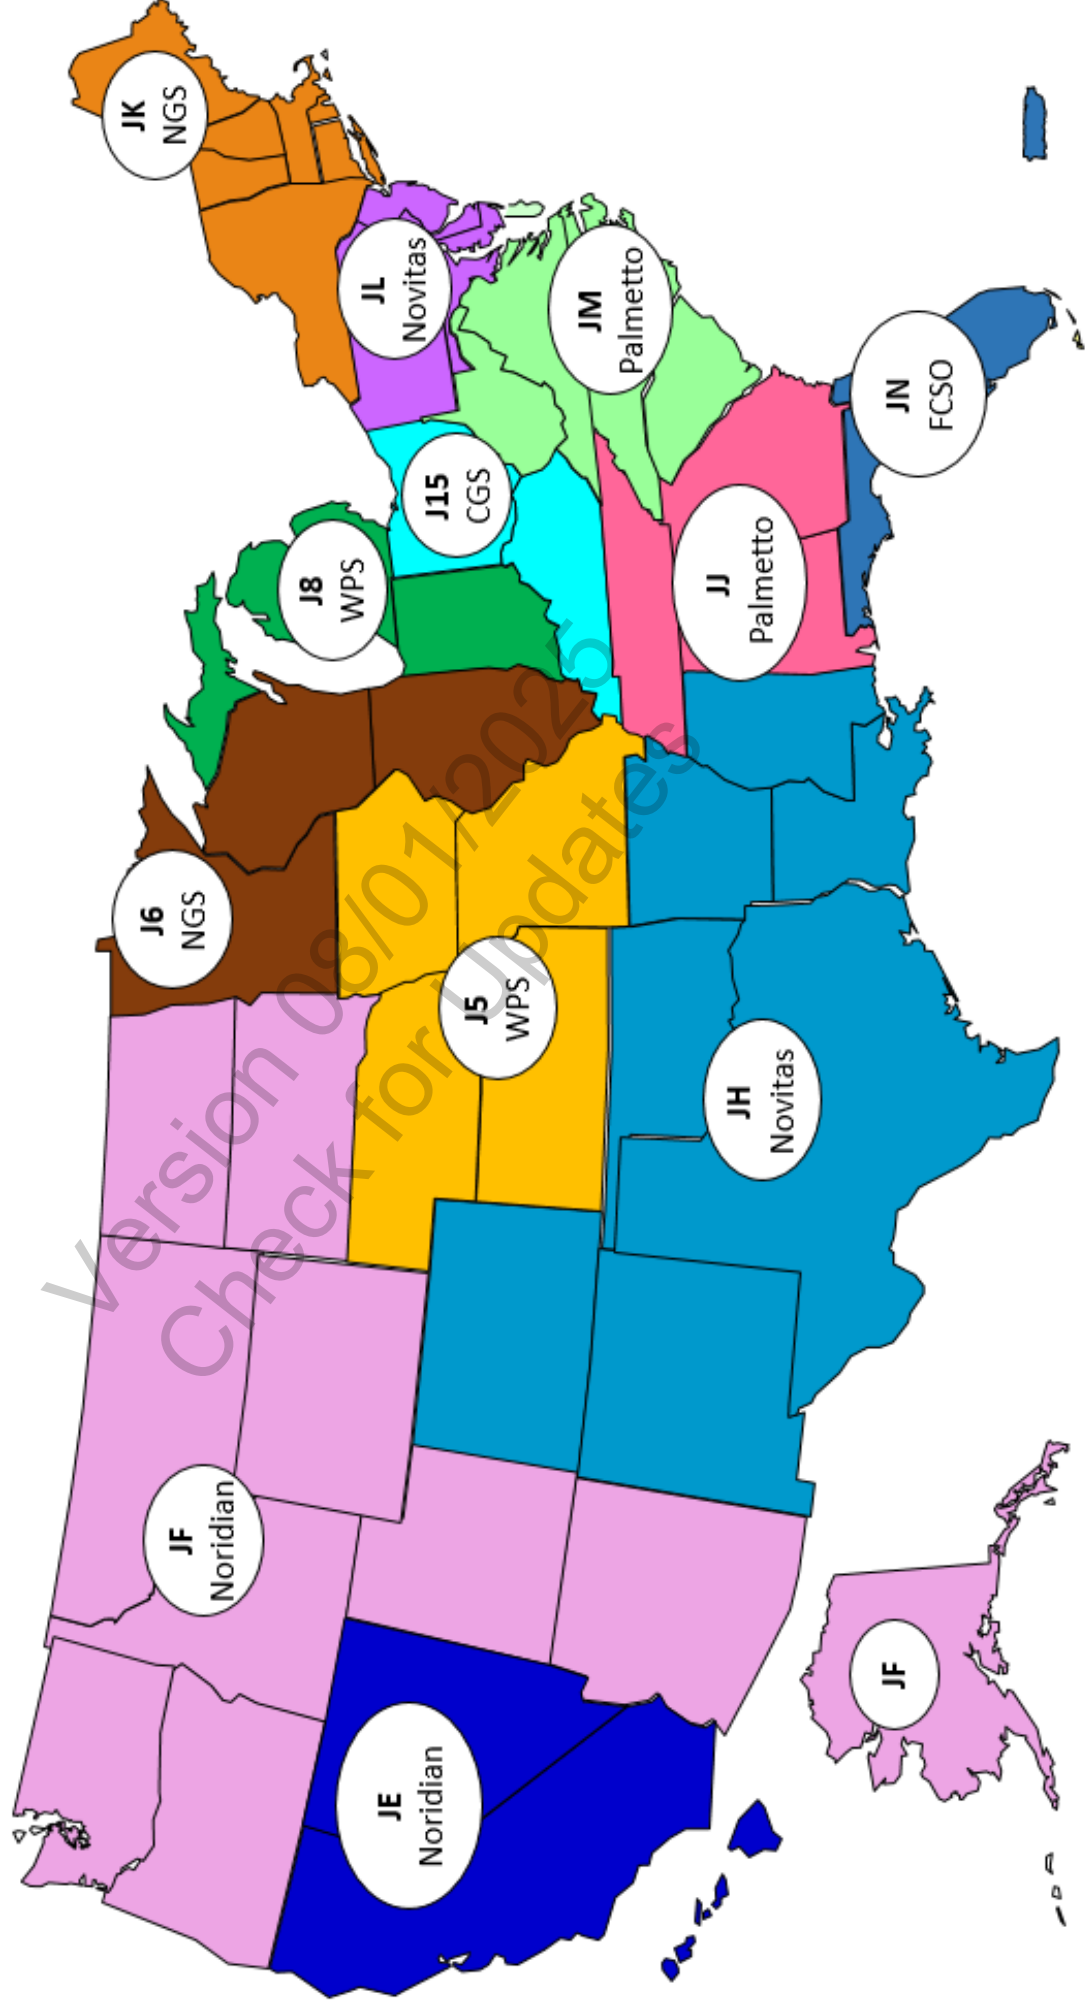 JF
Noridian
JE
Noridian
JF
J6
NGS
J5
WPS
JH
Novitas
J8
WPS
J15
CGS
JK
NGS
JL
Novitas
JM
Palmetto
JJ
Palmetto
JN
FCSO
Version 08/01/2025
Check for Updates